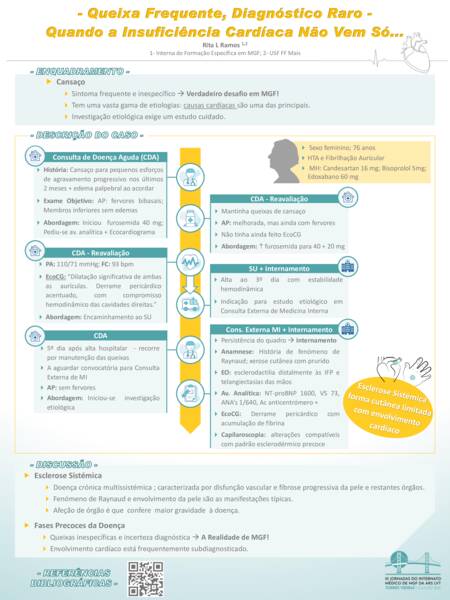 - Queixa Frequente, Diagnóstico Raro -
Quando a Insuficiência Cardíaca Não Vem Só...
Rita L Ramos 1,2
1- Interna de Formação Específica em MGF; 2- USF FF Mais
- ENQUADRAMENTO -
Cansaço
Sintoma frequente e inespecífico → Verdadeiro desafio em MGF!
Tem uma vasta gama de etiologias: causas cardíacas são uma das principais.
Investigação etiológica exige um estudo cuidado.
- DESCRIÇÃO DO CASO -
Sexo feminino; 76 anos
HTA e Fibrilhação Auricular
MH: Candesartan 16 mg; Bisoprolol 5mg;
Edoxabano 60 mg
Consulta de Doença Aguda (CDA)
História: Cansaço para pequenos esforços
de agravamento progressivo nos últimos
2 meses + edema palpebral ao acordar
Exame Objetivo: AP: fervores bibasais;
Membros inferiores sem edemas
Abordagem: Iniciou furosemida 40 mg;
Pediu-se av. analítica + Ecocardiograma
CDA - Reavaliação
Mantinha queixas de cansaço
AP: melhorada, mas ainda com fervores
Não tinha ainda feito EcoCG
Abordagem: ↑ furosemida para 40 + 20 mg
CDA - Reavaliação
PA: 110/71 mmHg; FC: 93 bpm
EcoCG: "Dilatação significativa de ambas
as aurículas. Derrame pericárdico
acentuado, com compromisso
hemodinâmico das cavidades direitas."
Abordagem: Encaminhamento ao SU
SU + Internamento
Alta ao 3º dia com estabilidade
hemodinâmica
Indicação para estudo etiológico em
Consulta Externa de Medicina Interna
CDA
5º dia após alta hospitalar - recorre
por manutenção das queixas
A aguardar convocatória para Consulta
Externa de MI
AP: sem fervores
Abordagem: Iniciou-se investigação
etiológica
Cons. Externa MI + Internamento
Persistência do quadro → Internamento
Anamnese: História de fenómeno de
Raynaud; xerose cutânea com prurido
EO: esclerodactilia distalmente às IFP e
telangiectasias das mãos
Av. Analítica: NT-proBNP 1600, VS 73,
ANA's 1/640, Ac anticentrómero +
EcoCG: Derrame pericárdico com
acumulação de fibrina
Capilaroscopia: alterações compatíveis
com padrão esclerodérmico precoce
Esclerose Sistémica
forma cutânea limitada
com envolvimento
cardíaco
- DISCUSSÃO -
Esclerose Sistémica
Doença crónica multissistémica ; caracterizada por disfunção vascular e fibrose progressiva da pele e restantes órgãos.
Fenómeno de Raynaud e envolvimento da pele são as manifestações típicas.
Afeção de órgão é que confere maior gravidade à doença.
Fases Precoces da Doença
Queixas inespecíficas e incerteza diagnóstica → A Realidade de MGF!
Envolvimento cardíaco está frequentemente subdiagnosticado.
- REFERÊNCIAS
BIBLIOGRÁFICAS -
JORNADAS DO INTERNATO
MÉDICO DE MGF DA ARS LVT
TORRES VEDRAS